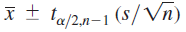 x̅ ± t_{α/2,n−1} (s/√n)